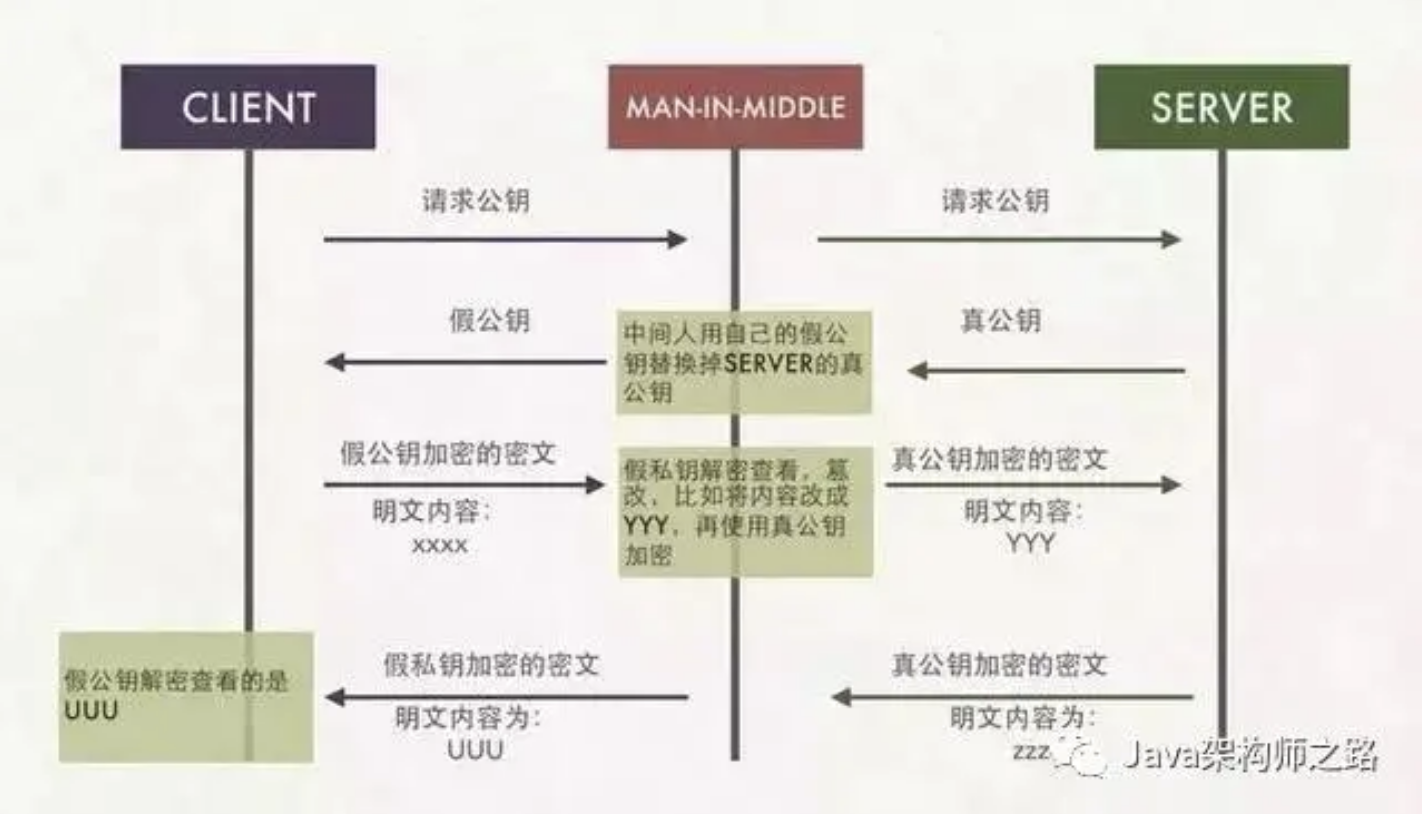 CLIENT
MAN-IN-MIDDLE
SERVER
请求公钥
请求公钥
假公钥
中间人用自己的假公
钥替换掉SERVER的真
公钥
真公钥
假公钥加密的密文
明文内容:
xxxx
假私钥解密查看，篡
改，比如将内容改成
YYY，再使用真公钥
加密
真公钥加密的密文
明文内容:
YYY
假公钥解密查看的是
UUU
假私钥加密的密文
明文内容为:
UUU
真公钥加密的密文
明文内容为:
zzz
Java架构师之路